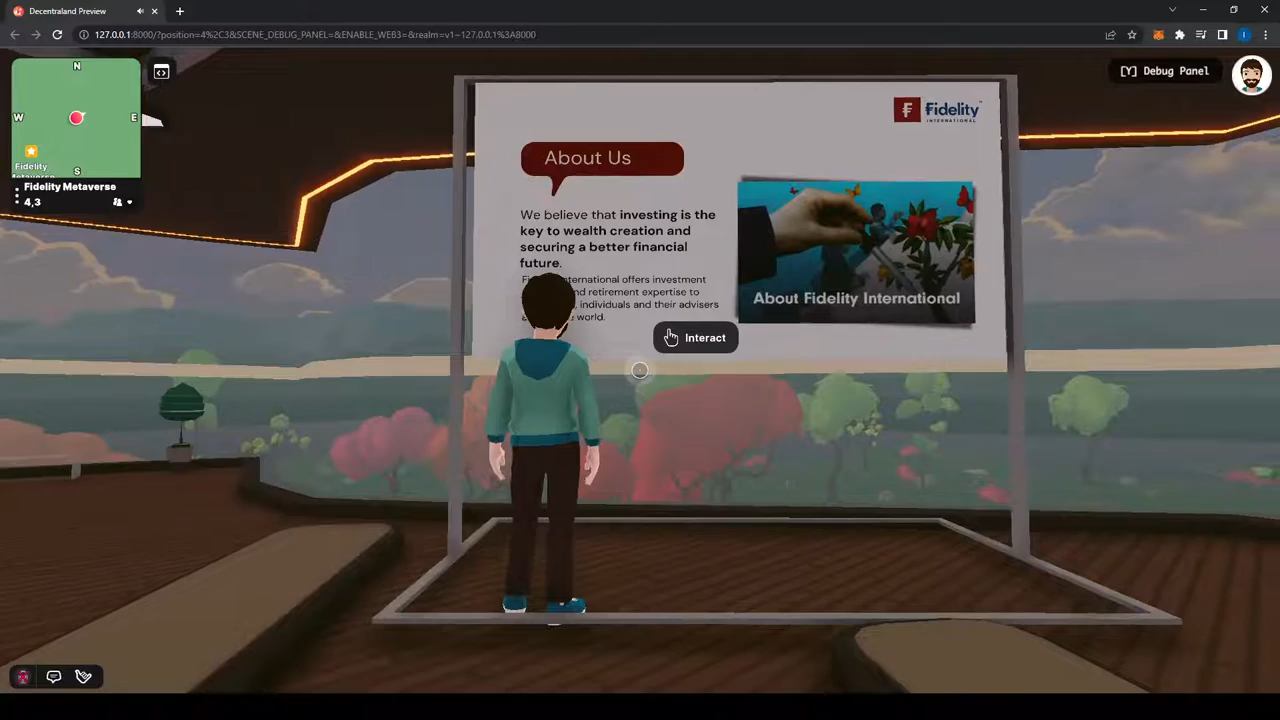 Decentraland Preview
127.0.0.1:8000/?position=4%2C3&SCENE_DEBUG_PANEL=&ENABLE_WEB3=&realm=v1~127.0.0.1%3A8000
N
W
E
S
Fidelity
Fidelity Metaverse
4,3
[Y] Debug Panel
Fidelity
INTERNATIONAL
About Us
We believe that investing is the
key to wealth creation and
securing a better financial
future.
International offers investment
and retirement expertise to
, individuals and their advisers
world.
About Fidelity International
Interact